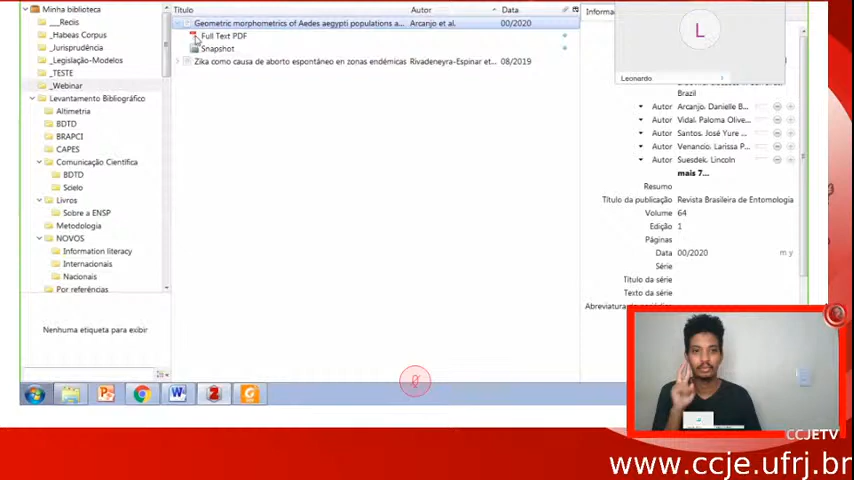 Minha biblioteca
___Recis
_Habeas Corpus
_Jurisprudência
_Legislação-Modelos
_TESTE
_Webinar
Levantamento Bibliográfico
Altimetria
BDTD
BRAPCI
CAPES
Comunicação Científica
BDTD
Scielo
Livros
Sobre a ENSP
Metodologia
NOVOS
Information literacy
Internacionais
Nacionais
Por referências
Nenhuma etiqueta para exibir
Título Autor Data
Geometric morphometrics of Aedes aegypti populations a... Arcanjo et al. 00/2020
Full Text PDF
Snapshot
Zika como causa de aborto espontáneo en zonas endémicas Rivadeneyra-Espinar et... 08/2019
Informa
L
Leonardo
Brazil
Autor Arcanjo, Danielle B...
Autor Vidal, Paloma Olive...
Autor Santos, José Yure ...
Autor Venancio, Larissa P...
Autor Suesdek, Lincoln
mais 7...
Resumo
Título da publicação Revista Brasileira de Entomologia
Volume 64
Edição 1
Páginas
Data 00/2020 m y
Série
Título da série
Texto da série
Abreviatura
CCJETV
www.ccje.ufrj.br